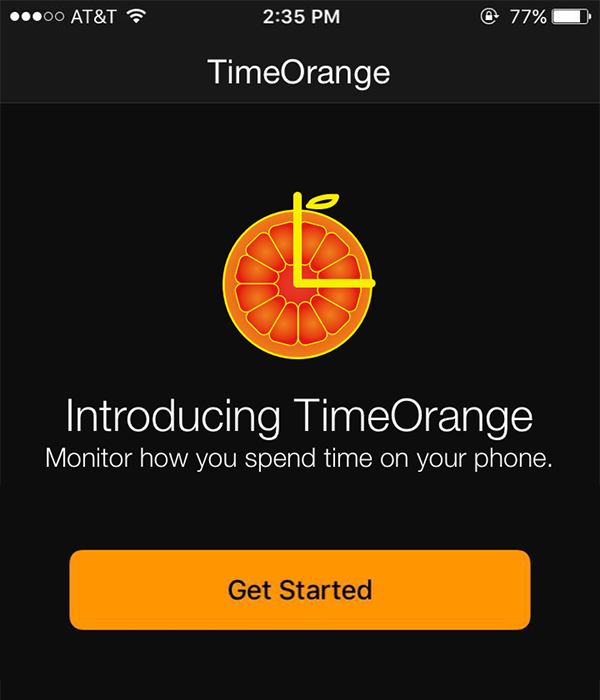 AT&T 2:35 PM 77%
TimeOrange
Introducing TimeOrange
Monitor how you spend time on your phone.
Get Started